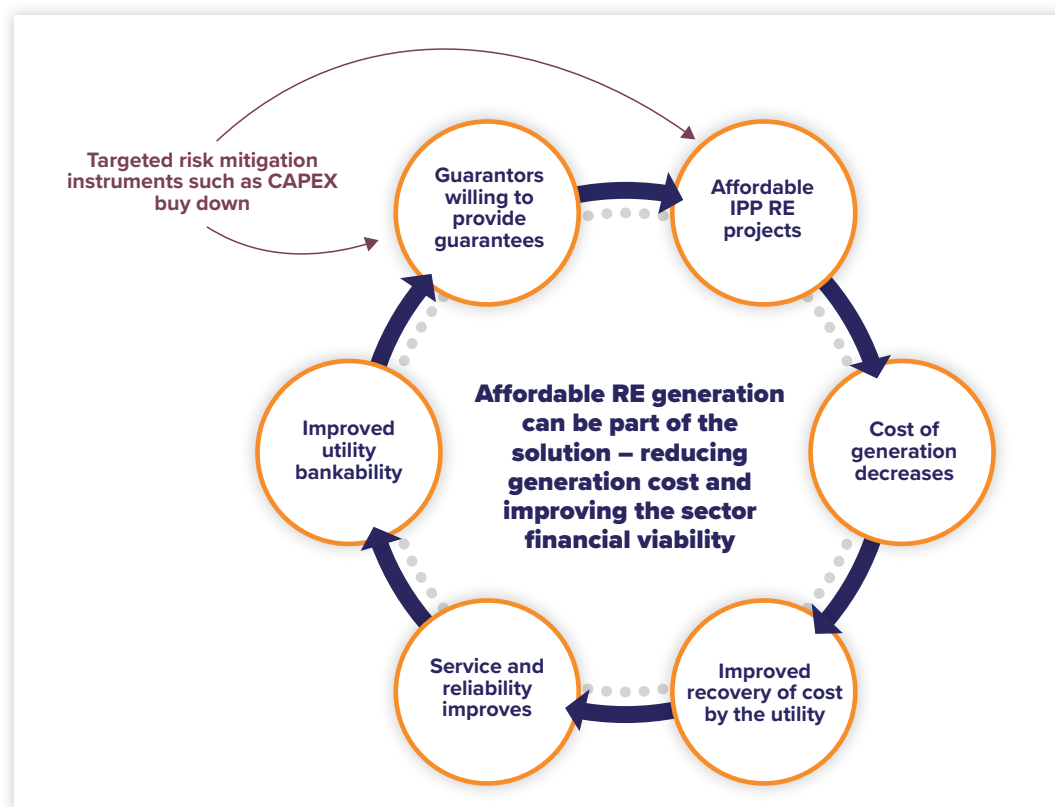 Targeted risk mitigation
instruments such as CAPEX
buy down
Guarantors
willing to
provide
guarantees
Affordable
IPP RE
projects
Cost of
generation
decreases
Improved
recovery of cost
by the utility
Service and
reliability
improves
Improved
utility
bankability
Affordable RE generation
can be part of the
solution – reducing
generation cost and
improving the sector
financial viability